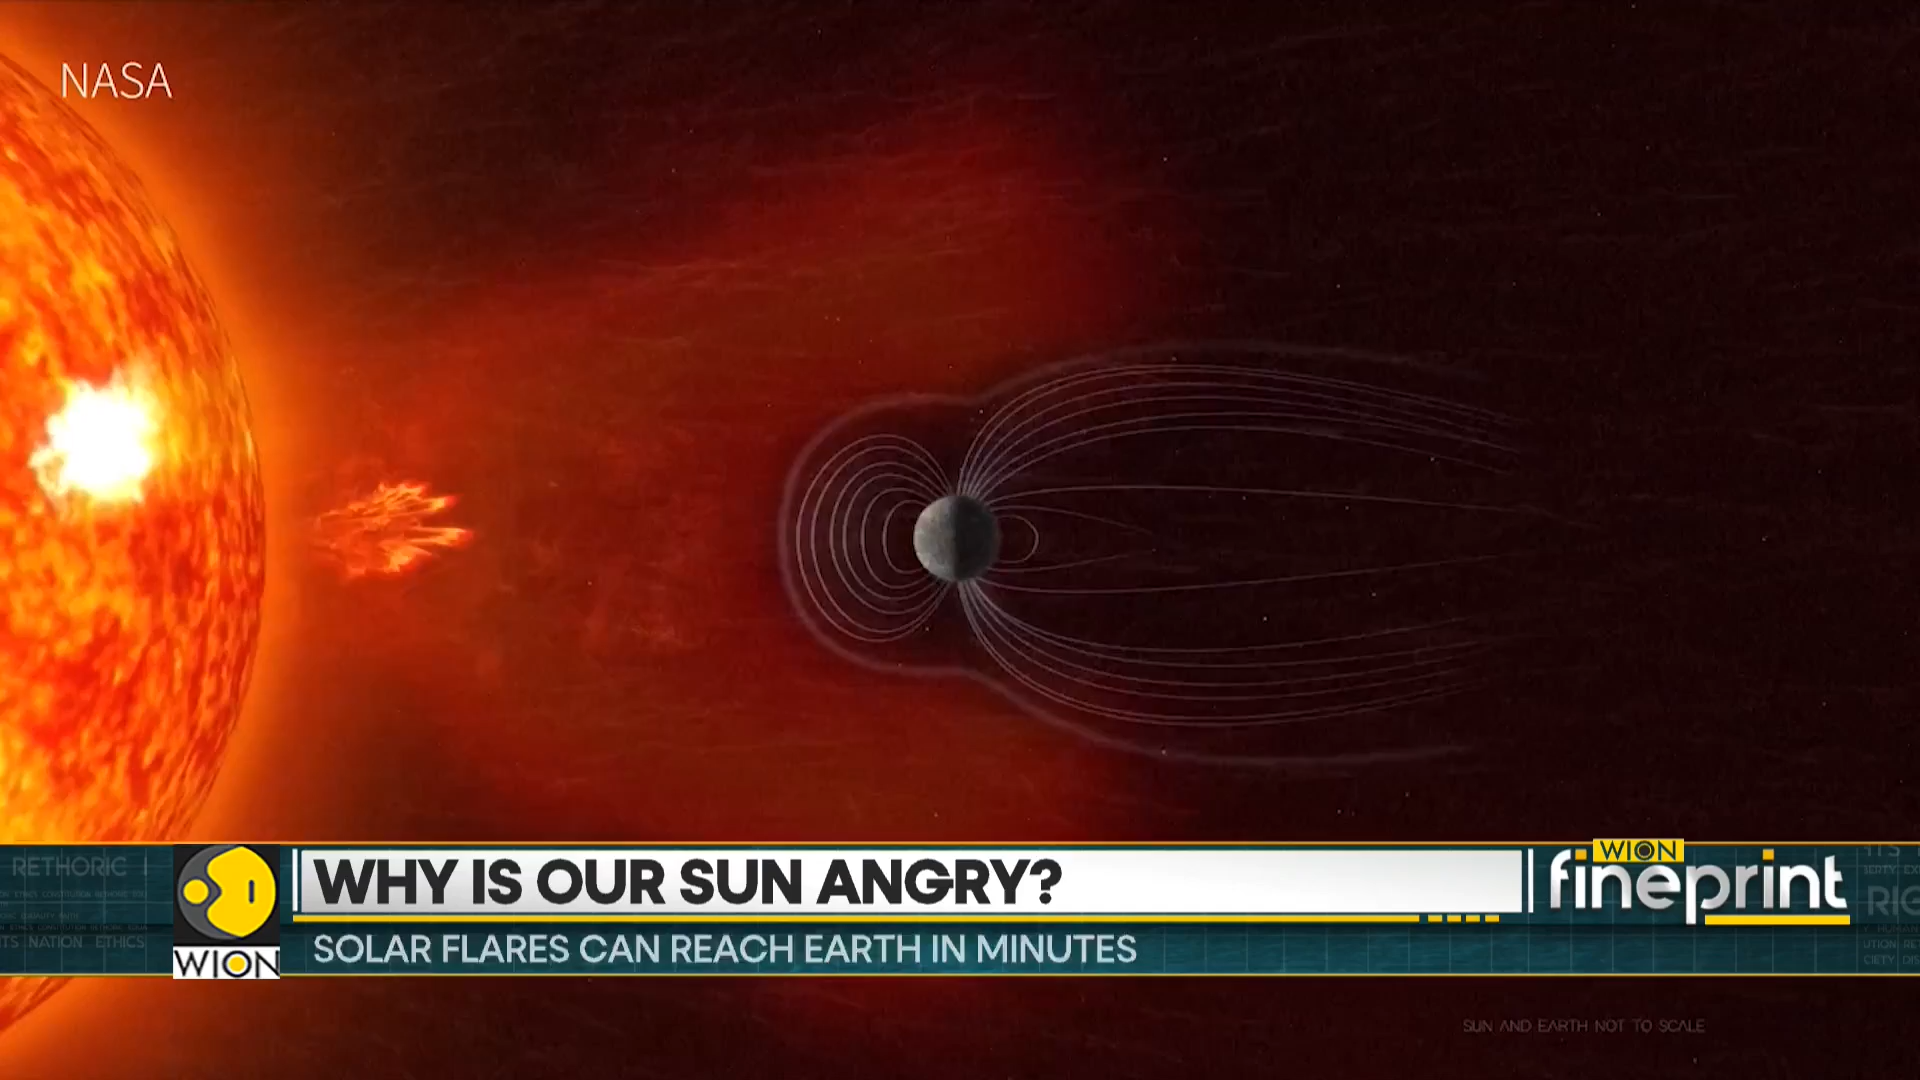 NASA
WION
WHY IS OUR SUN ANGRY?
fineprint
RETHORIC
NATION ETHICS
SOLAR FLARES CAN REACH EARTH IN MINUTES
WION
SUN AND EARTH NOT TO SCALE